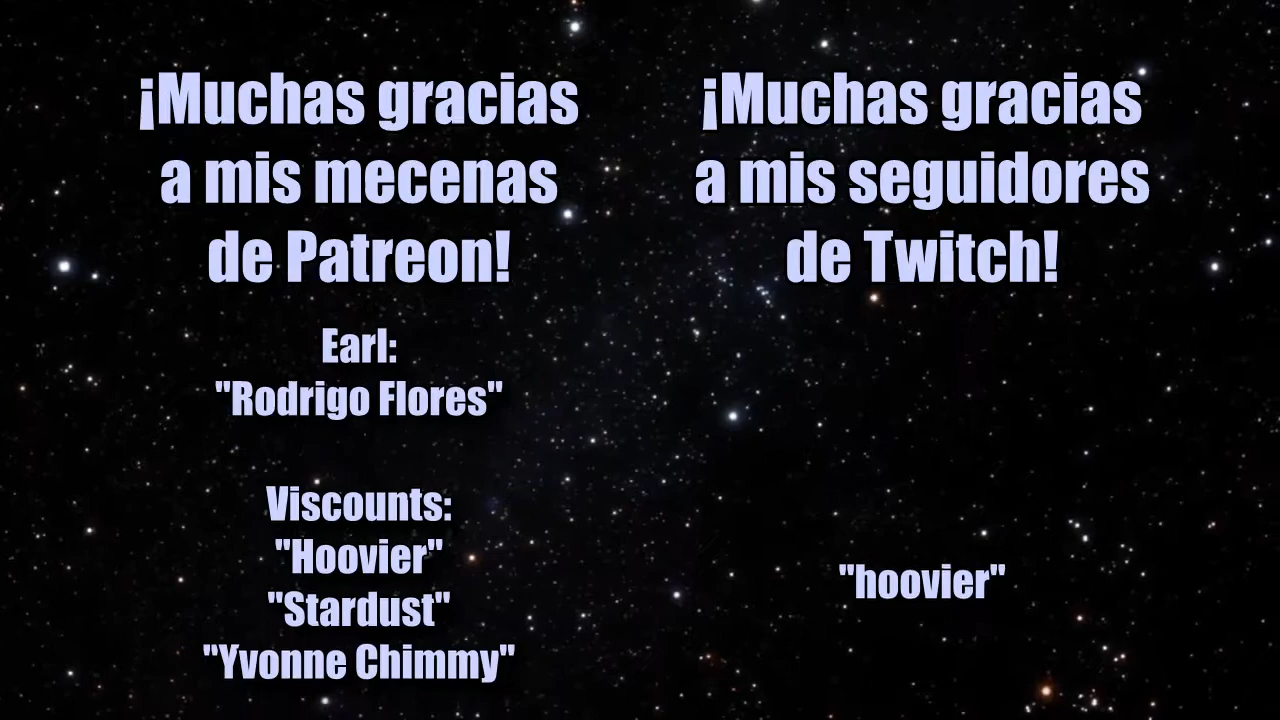 ¡Muchas gracias
a mis mecenas
de Patreon!
Earl:
"Rodrigo Flores"
Viscounts:
"Hoovier"
"Stardust"
"Yvonne Chimmy"
¡Muchas gracias
a mis seguidores
de Twitch!
"hoovier"